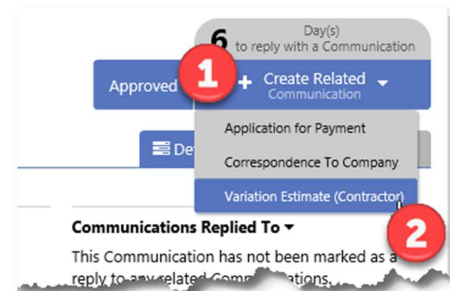 6 Day(s)
to reply with a Communication
1
Approved + Create Related
Communication
De
Application for Payment
Correspondence To Company
Variation Estimate (Contractor)
2
Communications Replied To
This Communication has not been marked as a
reply to any related Communications.